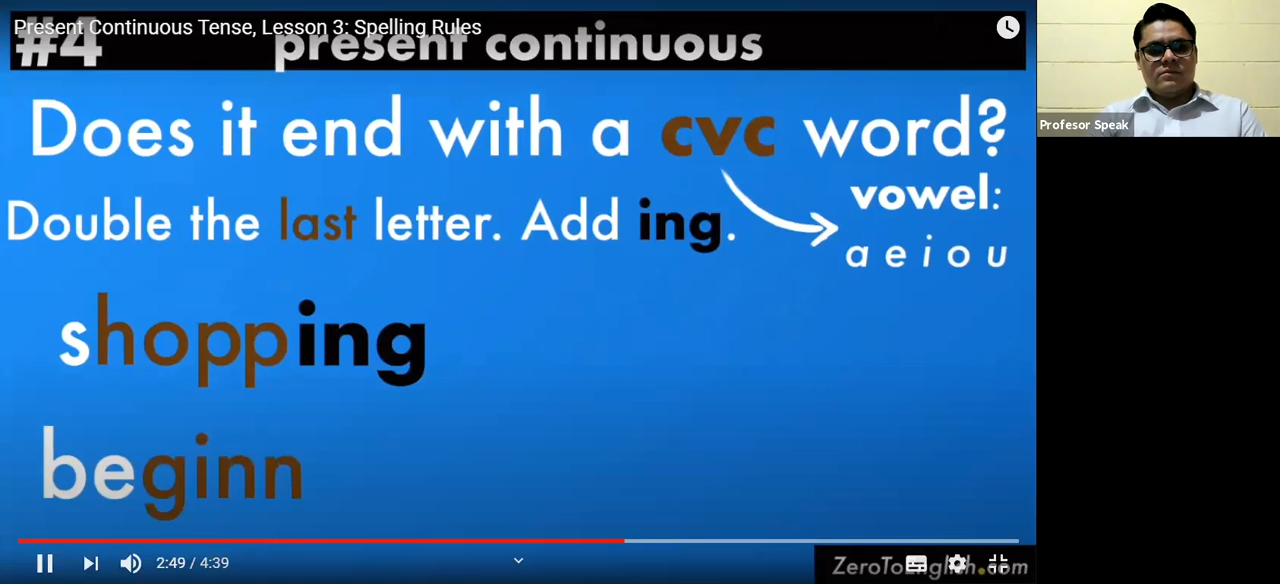 Present Continuous Tense, Lesson 3: Spelling Rules
#4 present continuous
Does it end with a cvc word?
Double the last letter. Add ing.
vowel:
a e i o u
shopping
beginn
2:49 / 4:39
ZeroToEnglish.com
Profesor Speak